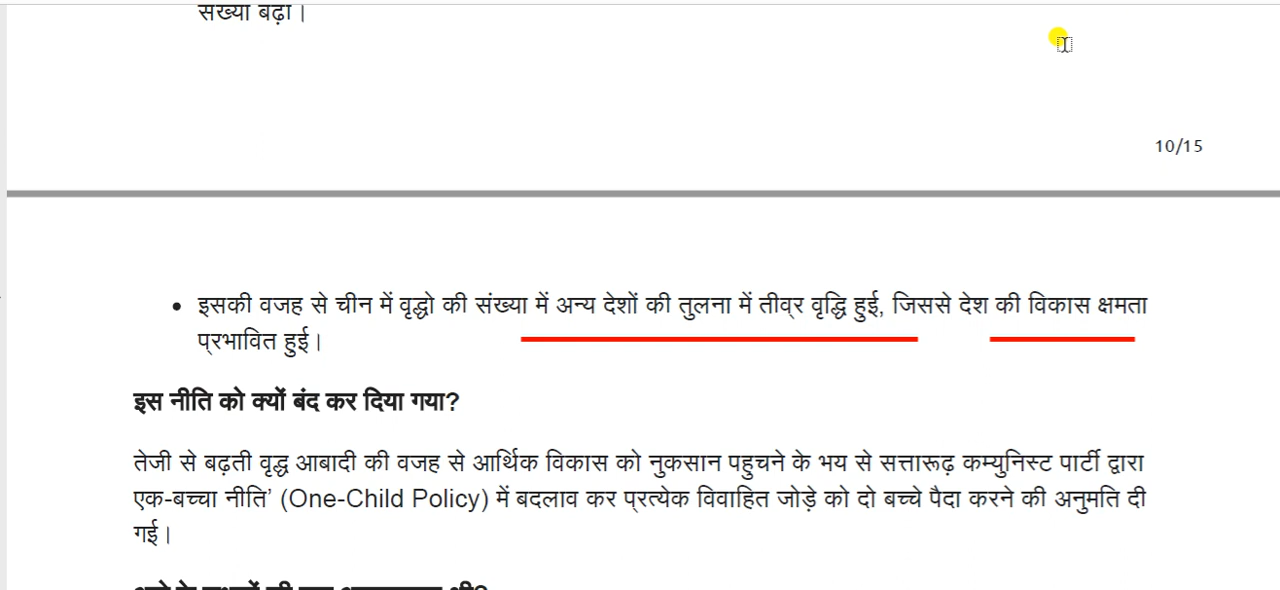 संख्या बढ़ी।
10/15
• इसकी वजह से चीन में वृद्धो की संख्या में अन्य देशों की तुलना में तीव्र वृद्धि हुई, जिससे देश की विकास क्षमता
प्रभावित हुई।
इस नीति को क्यों बंद कर दिया गया?
तेजी से बढ़ती वृद्ध आबादी की वजह से आर्थिक विकास को नुकसान पहुचने के भय से सत्तारूढ़ कम्युनिस्ट पार्टी द्वारा
एक-बच्चा नीति’ (One-Child Policy) में बदलाव कर प्रत्येक विवाहित जोड़े को दो बच्चे पैदा करने की अनुमति दी
गई।